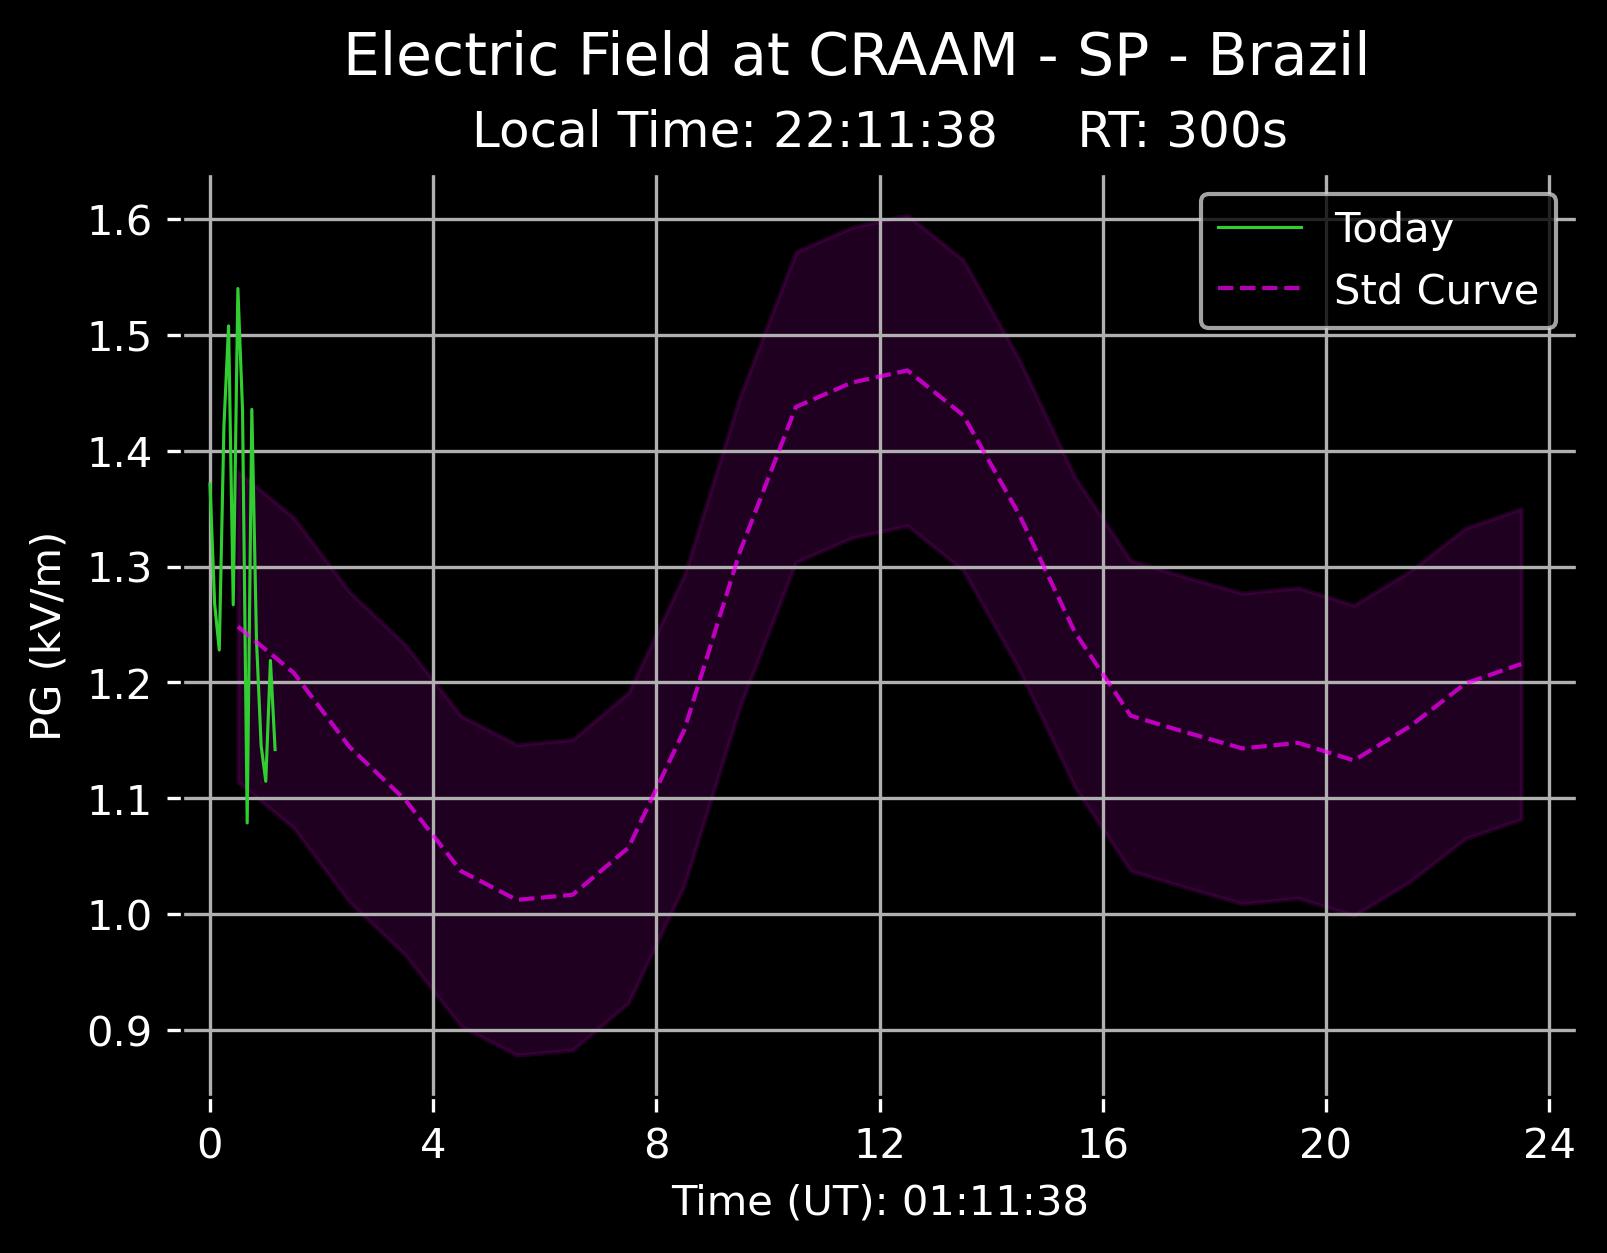 Electric Field at CRAAM - SP - Brazil
Local Time: 22:11:38 RT: 300s
Today
Std Curve
PG (kV/m)
1.6
1.5
1.4
1.3
1.2
1.1
1.0
0.9
0 4 8 12 16 20 24
Time (UT): 01:11:38